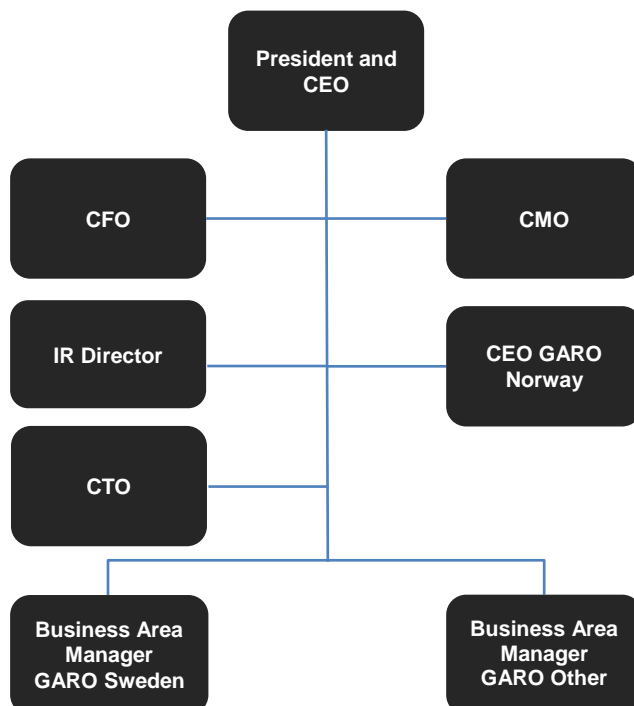 President and
CEO
CFO
CMO
IR Director
CEO GARO
Norway
CTO
Business Area
Manager
GARO Sweden
Business Area
Manager
GARO Other